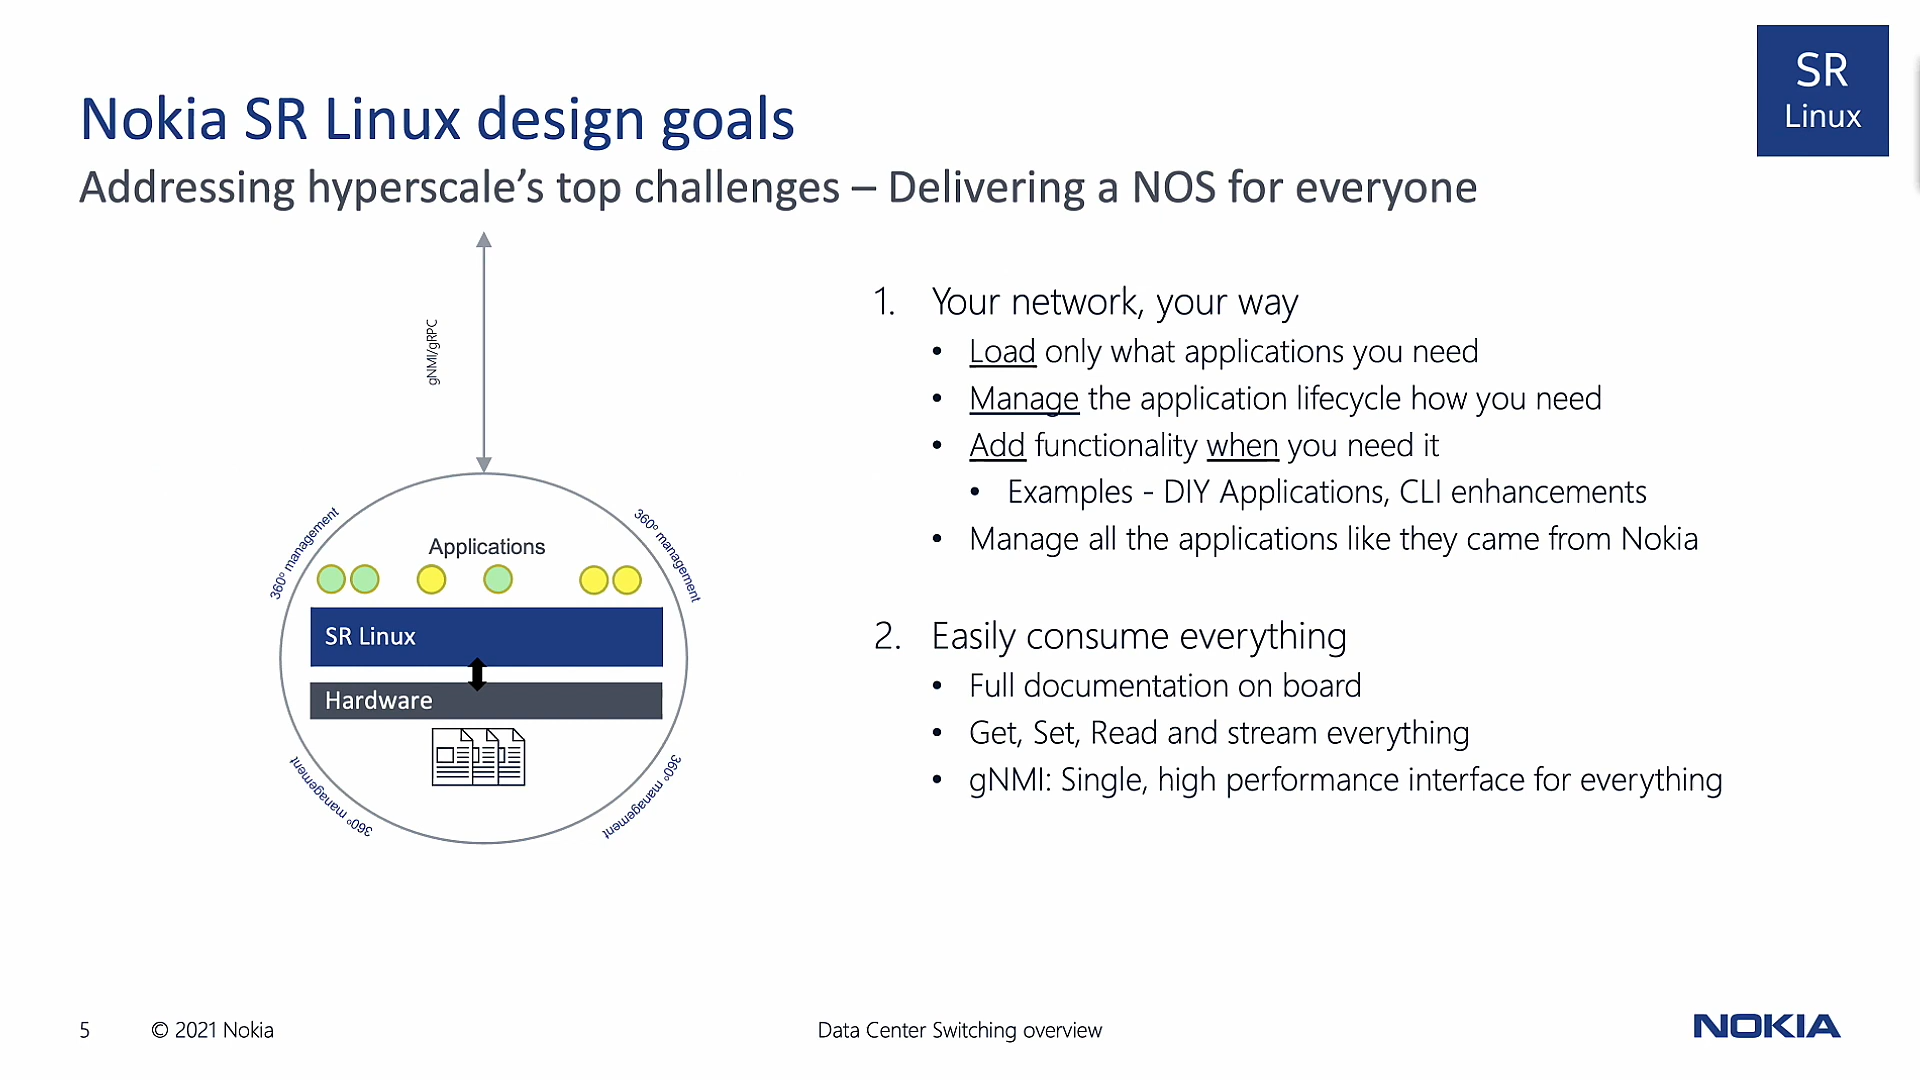 SR
Linux
Nokia SR Linux design goals
Addressing hyperscale’s top challenges – Delivering a NOS for everyone
gNMI/gRPC
360º management
360º management
Applications
SR Linux
Hardware
360º management
360º management
1. Your network, your way
• Load only what applications you need
• Manage the application lifecycle how you need
• Add functionality when you need it
• Examples - DIY Applications, CLI enhancements
• Manage all the applications like they came from Nokia
2. Easily consume everything
• Full documentation on board
• Get, Set, Read and stream everything
• gNMI: Single, high performance interface for everything
5 © 2021 Nokia Data Center Switching overview NOKIA